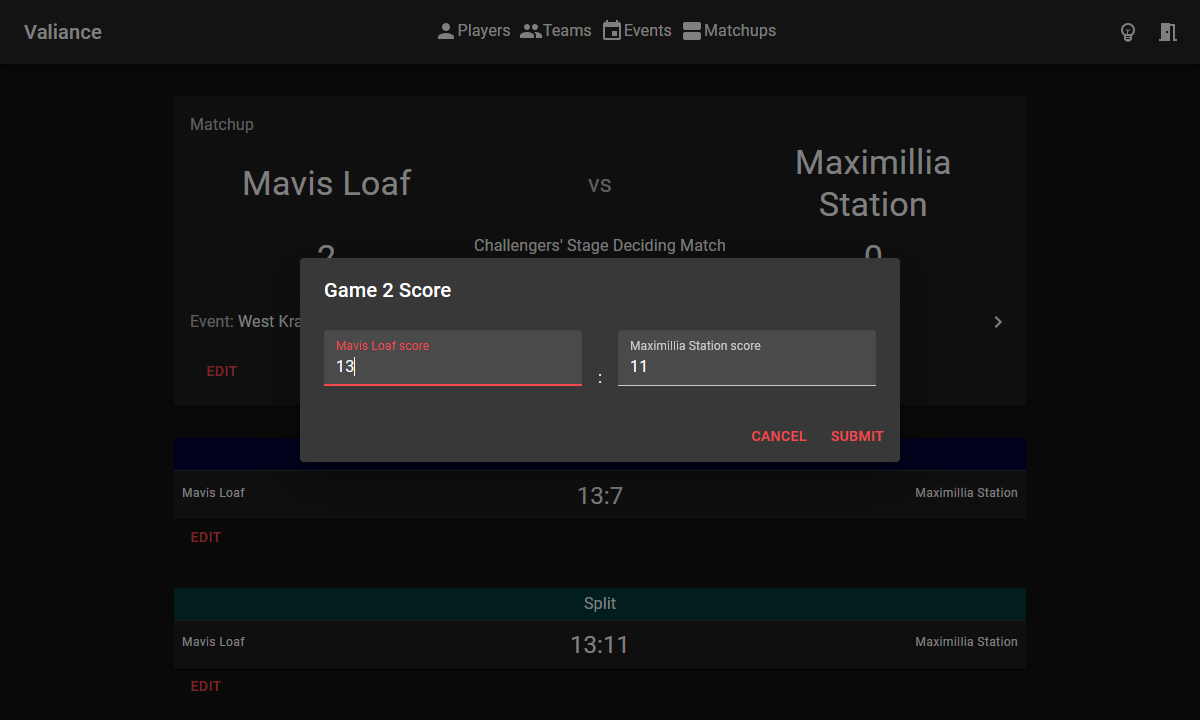 Valiance
Players Teams Events Matchups
Matchup
Mavis Loaf
vs
Maximillia
Station
2
Challengers' Stage Deciding Match
0
Game 2 Score
Event: West Kra
Mavis Loaf score
13
:
Maximillia Station score
11
EDIT
CANCEL SUBMIT
Mavis Loaf
13:7
Maximillia Station
EDIT
Split
Mavis Loaf
13:11
Maximillia Station
EDIT